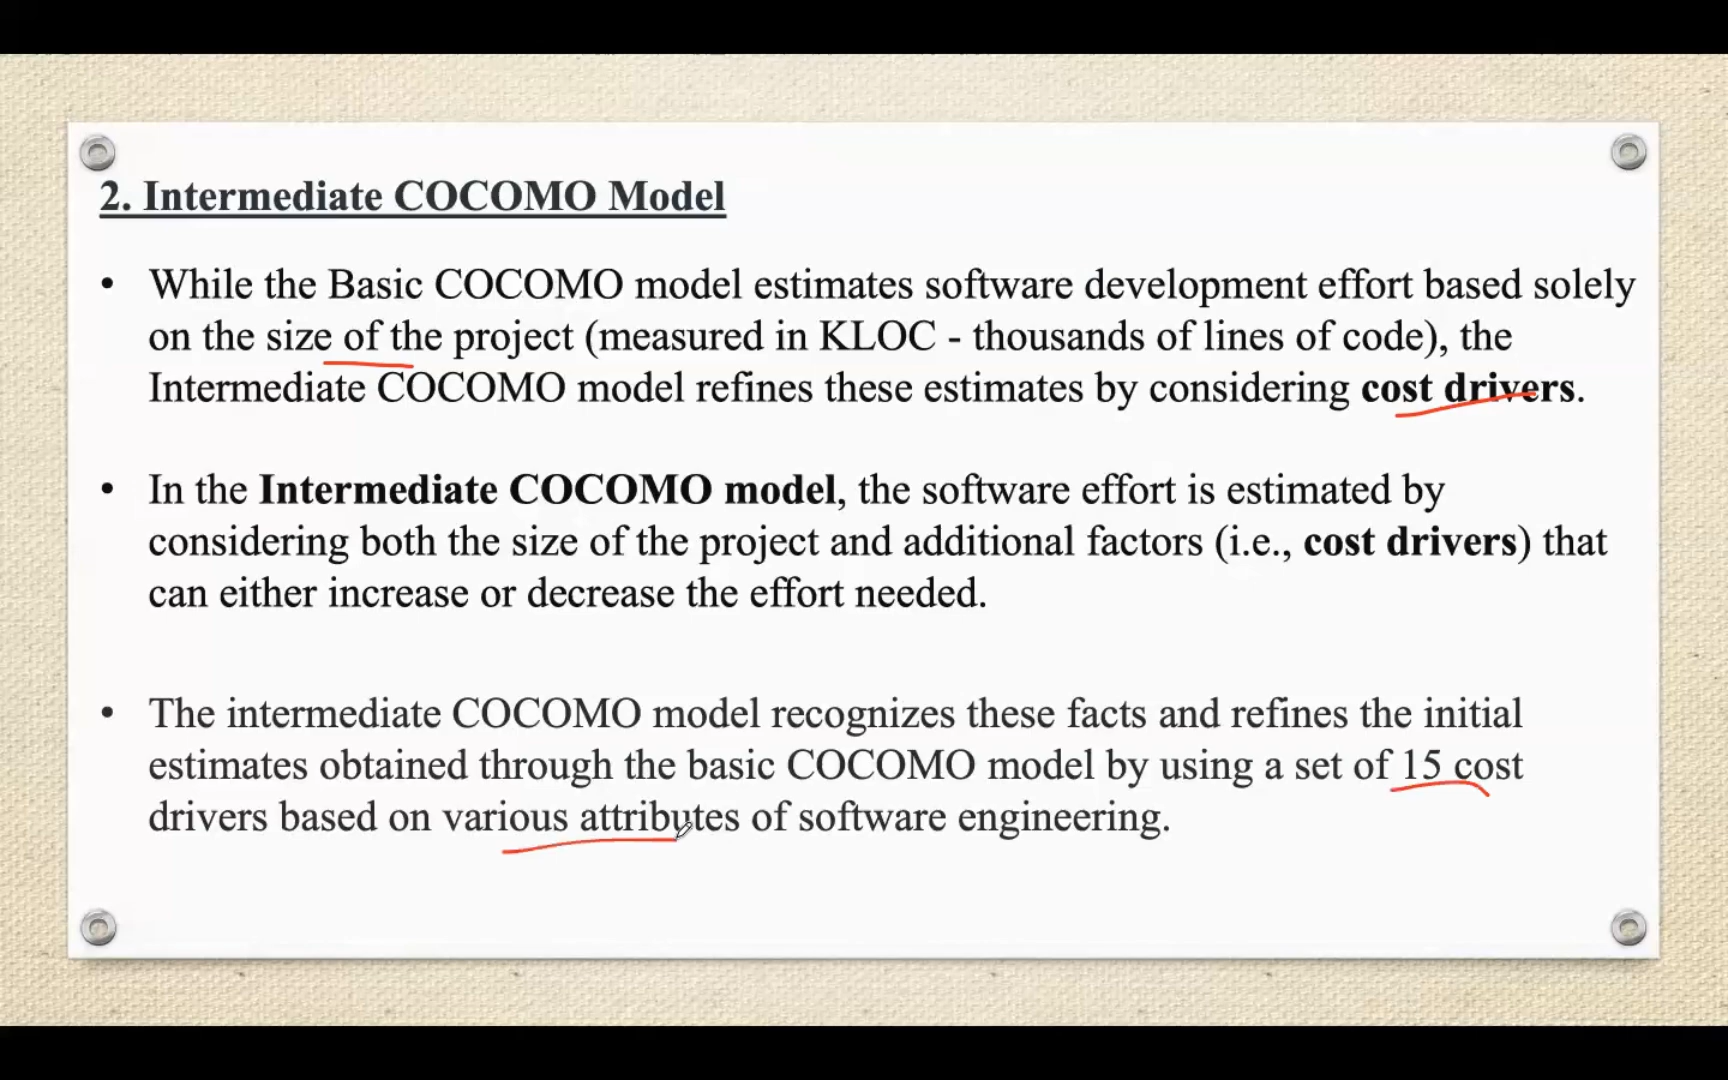 2. Intermediate COCOMO Model
• While the Basic COCOMO model estimates software development effort based solely
on the size of the project (measured in KLOC - thousands of lines of code), the
Intermediate COCOMO model refines these estimates by considering cost drivers.
• In the Intermediate COCOMO model, the software effort is estimated by
considering both the size of the project and additional factors (i.e., cost drivers) that
can either increase or decrease the effort needed.
• The intermediate COCOMO model recognizes these facts and refines the initial
estimates obtained through the basic COCOMO model by using a set of 15 cost
drivers based on various attributes of software engineering.